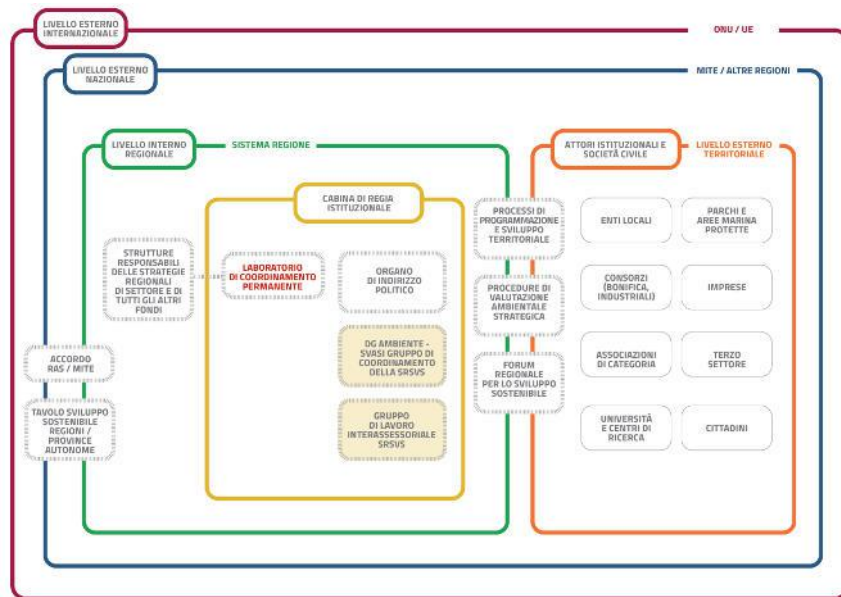 LIVELLO ESTERNO
INTERNAZIONALE
ONU / UE
LIVELLO ESTERNO
NAZIONALE
MITE / ALTRE REGIONI
LIVELLO INTERNO
REGIONALE
SISTEMA REGIONE
ATTORI ISTITUZIONALI E
SOCIETÀ CIVILE
LIVELLO ESTERNO
TERRITORIALE
CABINA DI REGIA
ISTITUZIONALE
STRUTTURE
RESPONSABILI
DELLE STRATEGIE
REGIONALI
DI SETTORE E DI
TUTTI GLI ALTRI
FONDI
LABORATORIO
DI COORDINAMENTO
PERMANENTE
ORGANO
DI INDIRIZZO
POLITICO
DG AMBIENTE -
SVASI GRUPPO DI
COORDINAMENTO
DELLA SRSVS
GRUPPO
DI LAVORO
INTERASSESSORIALE
SRSVS
ACCORDO
RAS / MITE
TAVOLO SVILUPPO
SOSTENIBILE
REGIONI /
PROVINCE
AUTONOME
PROCESSI DI
PROGRAMMAZIONE
E SVILUPPO
TERRITORIALE
PROCEDURE DI
VALUTAZIONE
AMBIENTALE
STRATEGICA
FORUM
REGIONALE
PER LO SVILUPPO
SOSTENIBILE
ENTI LOCALI
PARCHI E
AREE MARINA
PROTETTE
CONSORZI
(BONIFICA,
INDUSTRIALI)
IMPRESE
ASSOCIAZIONI
DI CATEGORIA
TERZO
SETTORE
UNIVERSITÀ
E CENTRI DI
RICERCA
CITTADINI